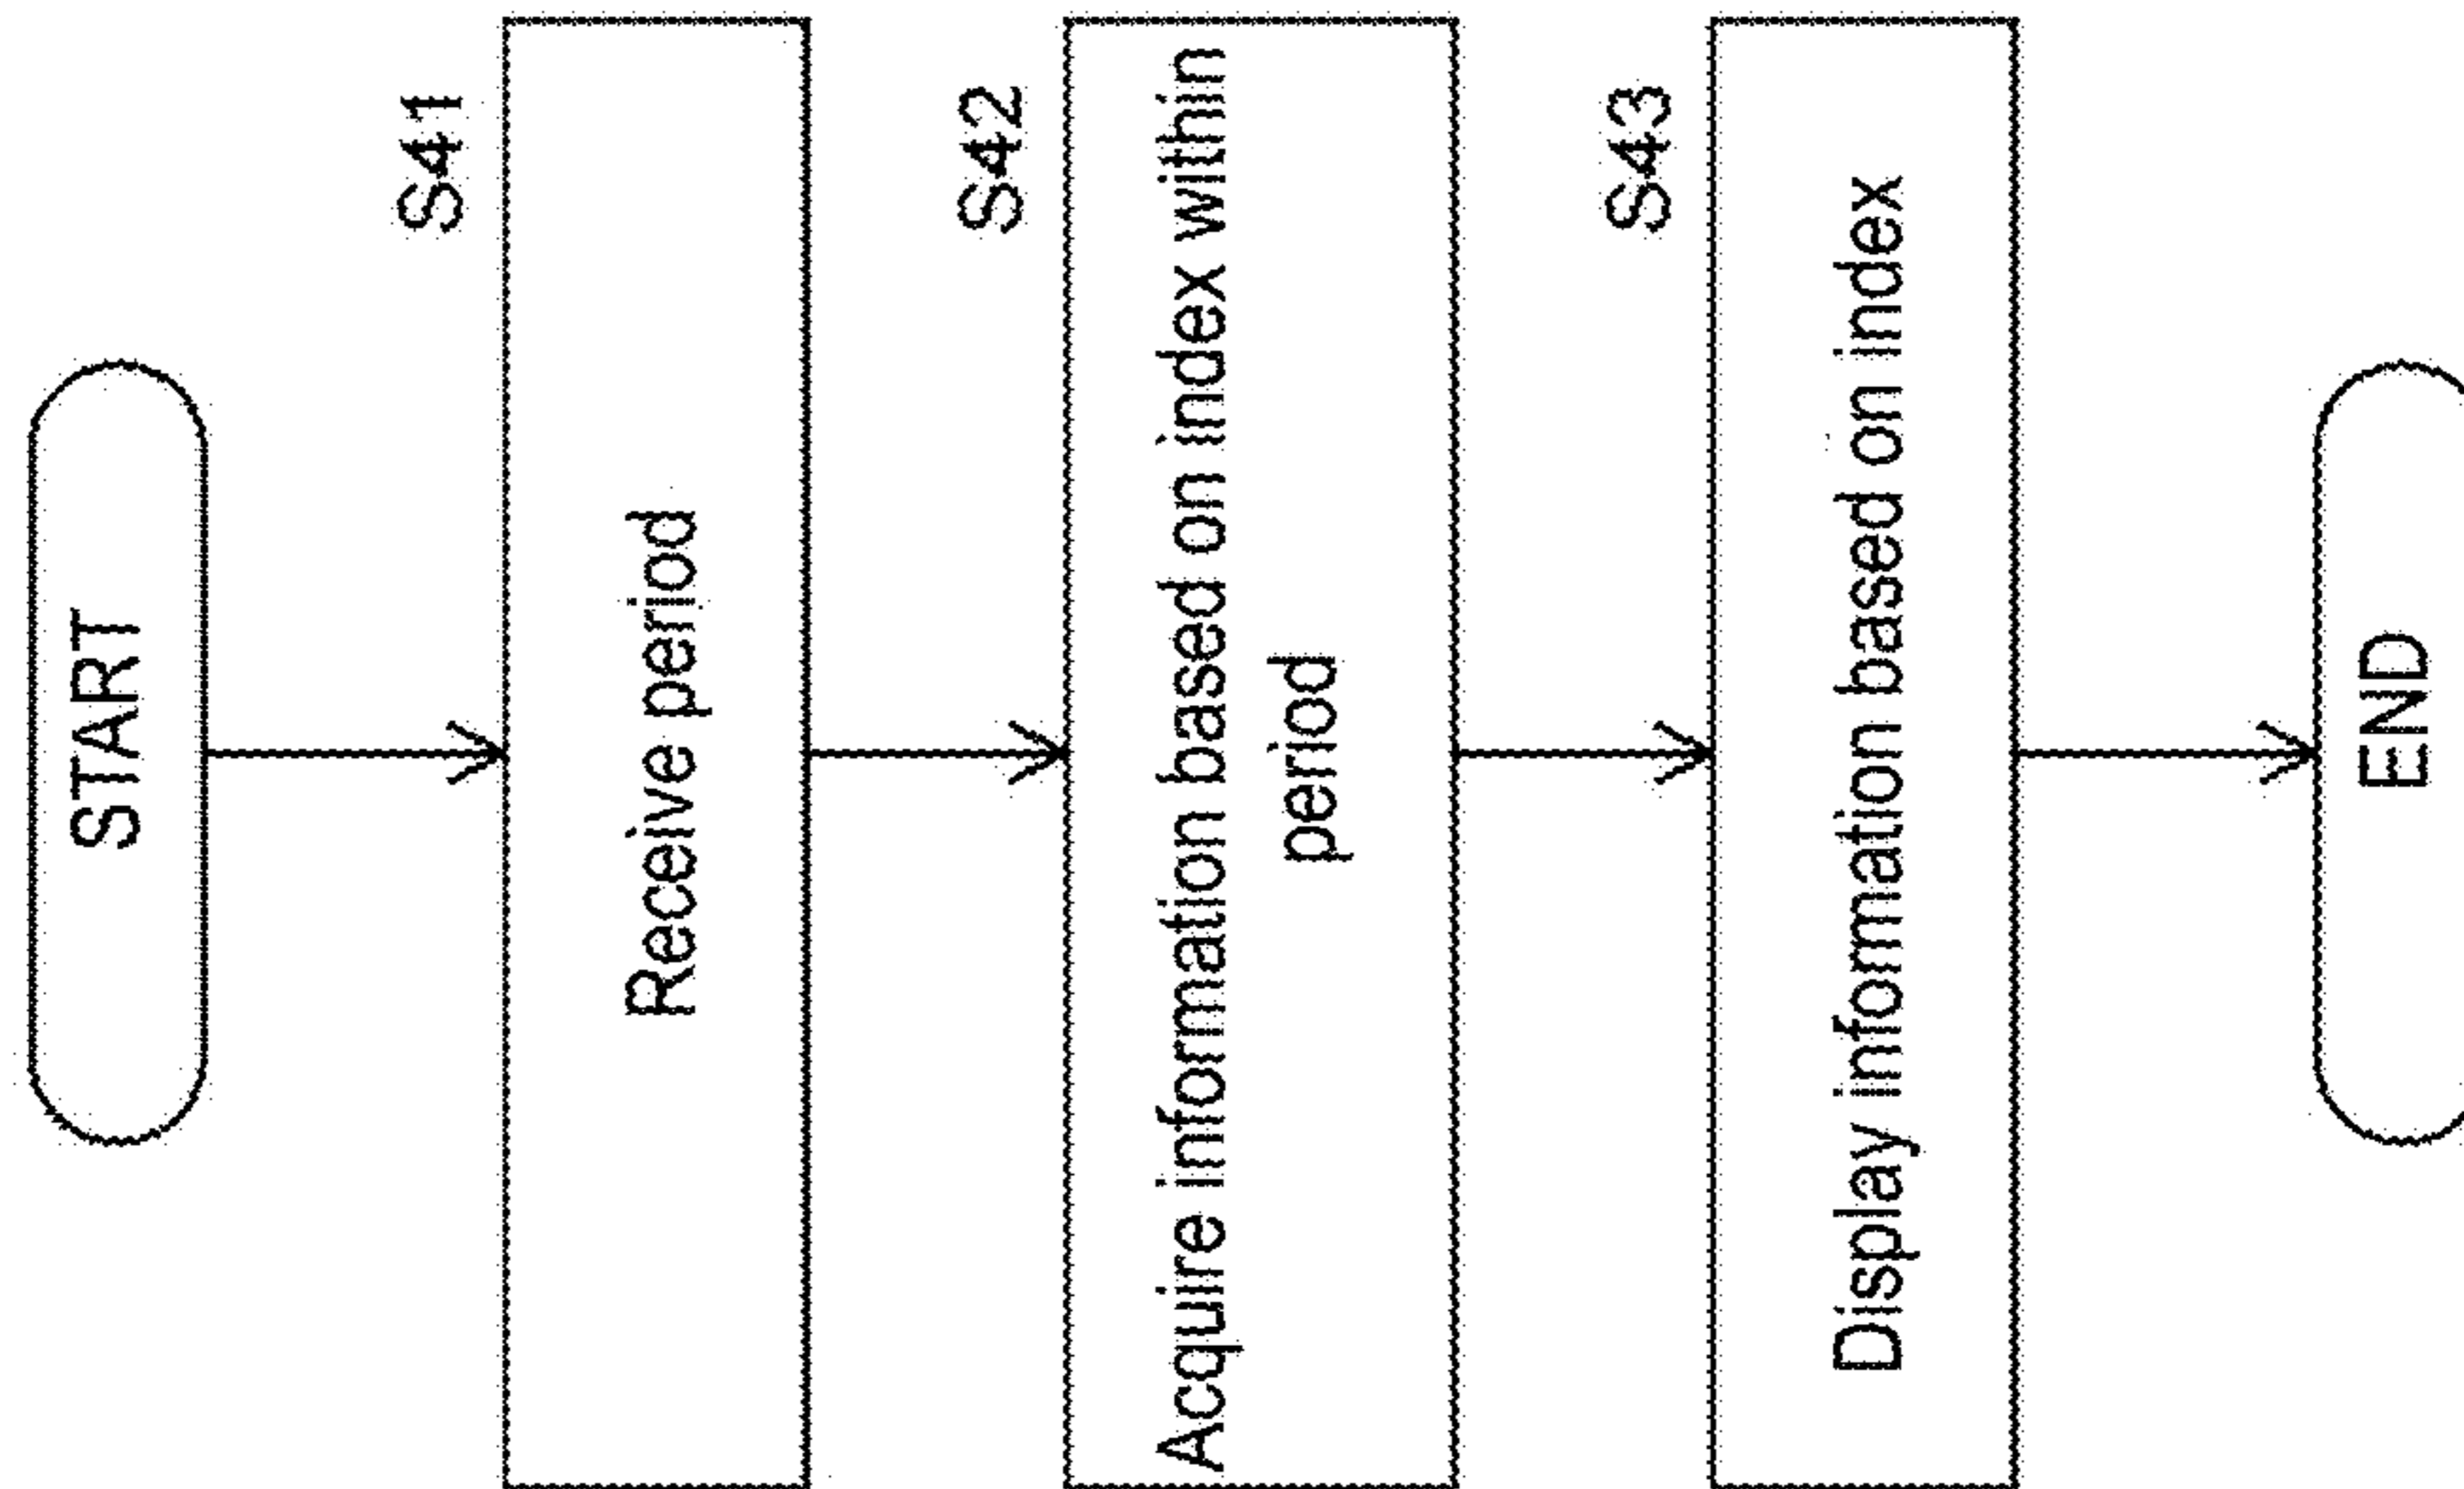 START
S41
Receive period
S42
Acquire information based on index within
period
S43
Display information based on index
END